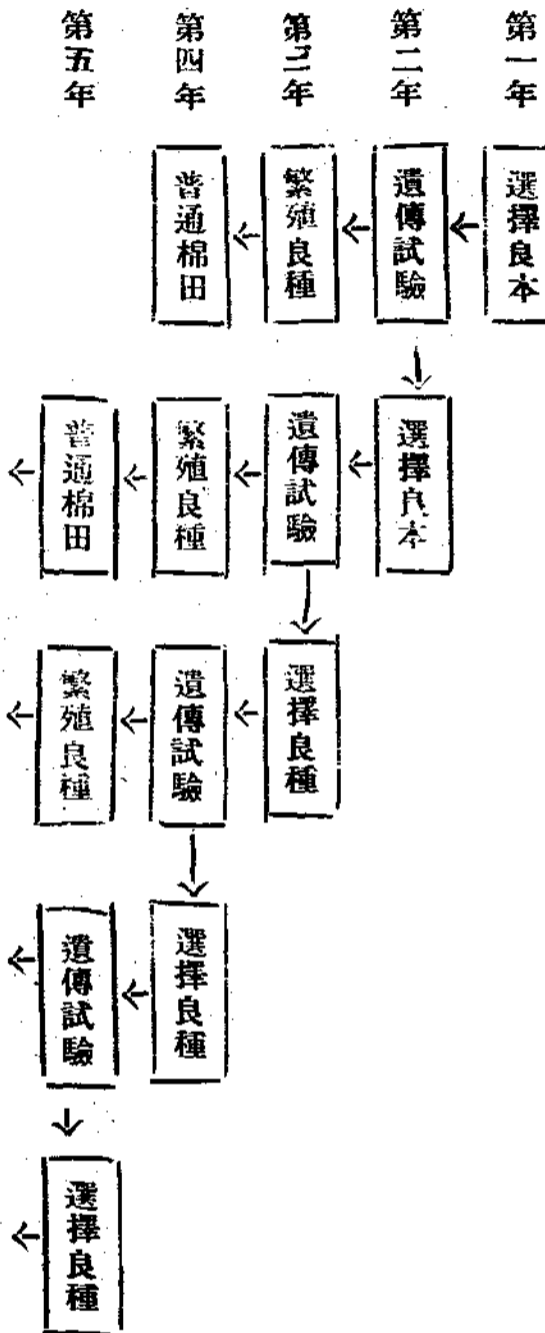 第一年
選擇良本
第二年
遺傳試驗
選擇良本
第三年
繁殖良種
遺傳試驗
選擇良種
第四年
普通棉田
繁殖良種
遺傳試驗
選擇良種
第五年
普通棉田
繁殖良種
遺傳試驗
選擇良種